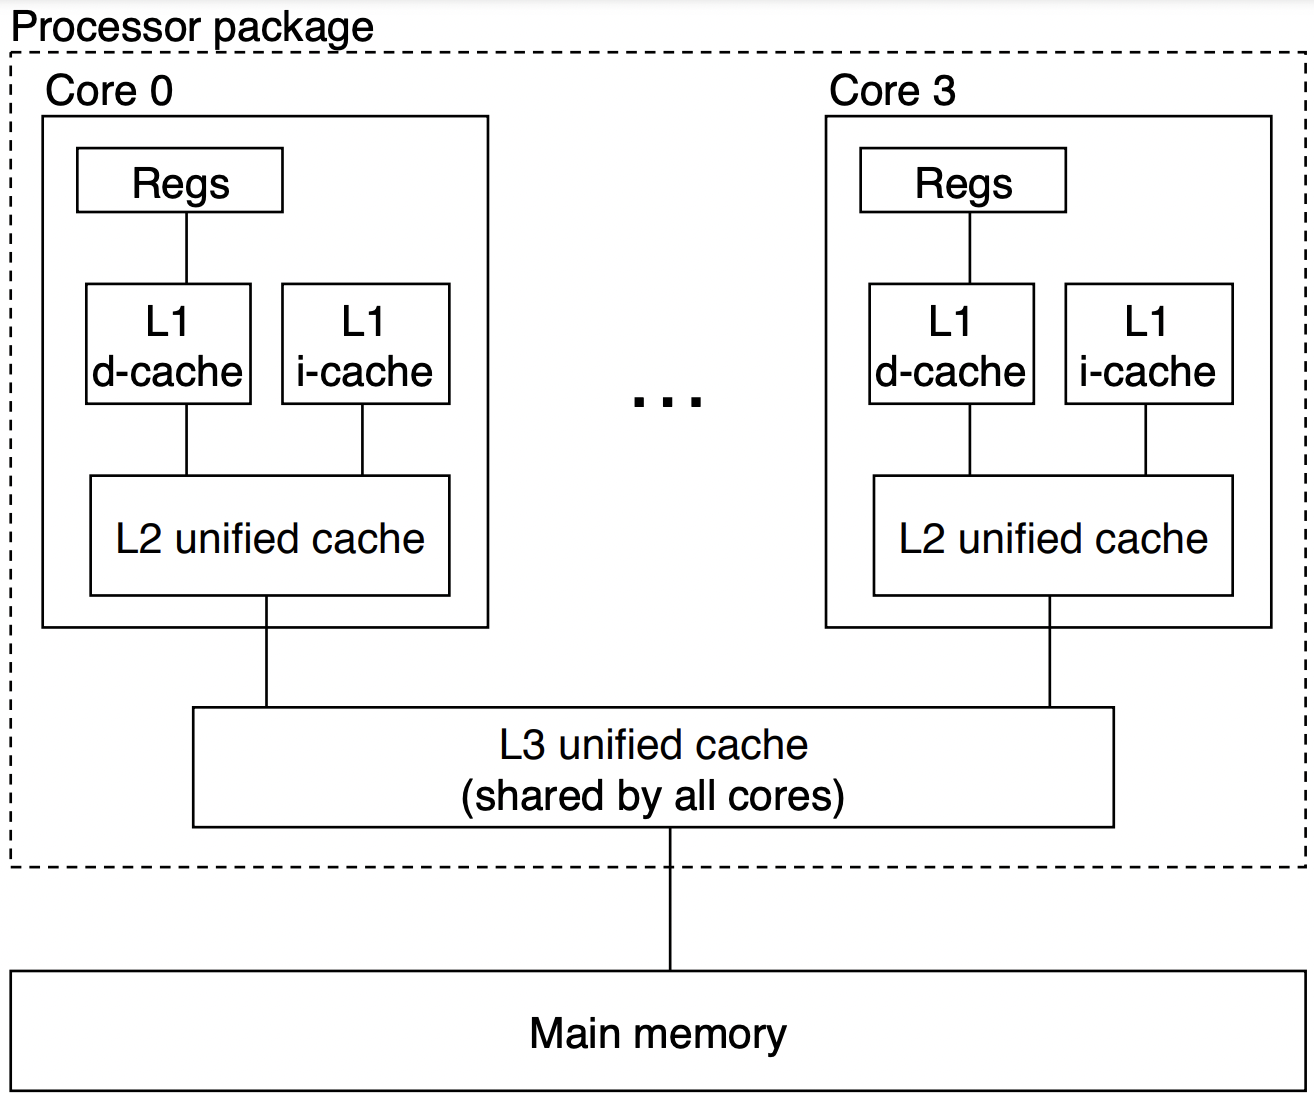 Processor package
Core 0
Regs
L1
d-cache
L1
i-cache
L2 unified cache
...
Core 3
Regs
L1
d-cache
L1
i-cache
L2 unified cache
L3 unified cache
(shared by all cores)
Main memory